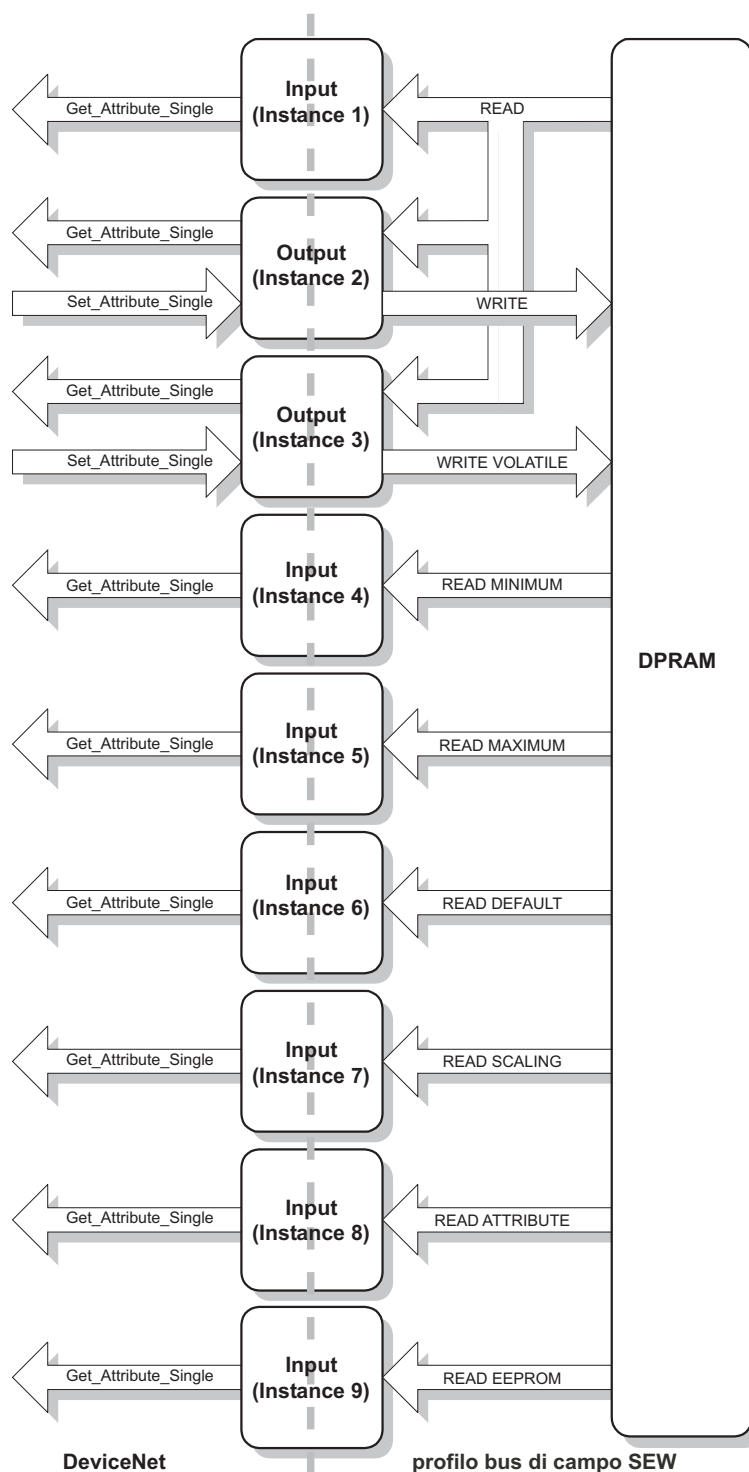 Input
(Instance 1)
Get_Attribute_Single
READ
Get_Attribute_Single
Output
(Instance 2)
Set_Attribute_Single
WRITE
Get_Attribute_Single
Output
(Instance 3)
Set_Attribute_Single
WRITE VOLATILE
Input
(Instance 4)
Get_Attribute_Single
READ MINIMUM
DPRAM
Input
(Instance 5)
Get_Attribute_Single
READ MAXIMUM
Input
(Instance 6)
Get_Attribute_Single
READ DEFAULT
Input
(Instance 7)
Get_Attribute_Single
READ SCALING
Input
(Instance 8)
Get_Attribute_Single
READ ATTRIBUTE
Input
(Instance 9)
Get_Attribute_Single
READ EEPROM
DeviceNet
profilo bus di campo SEW